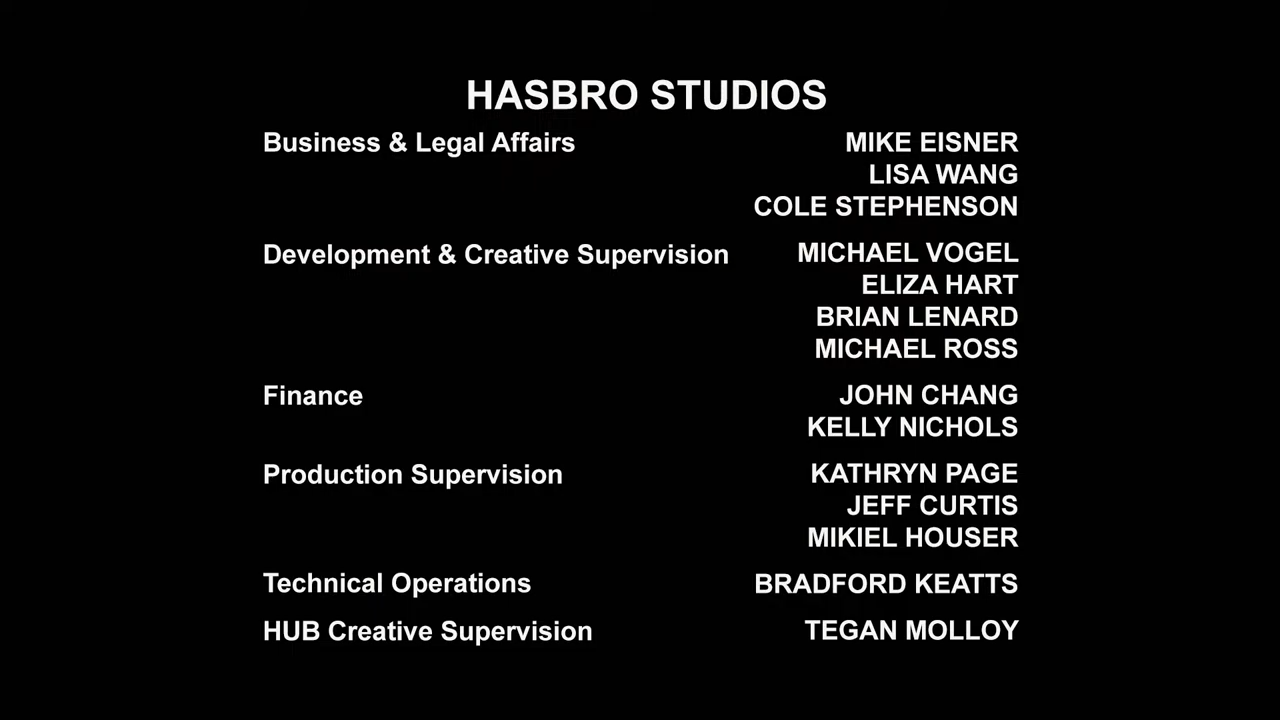 HASBRO STUDIOS
Business & Legal Affairs MIKE EISNER
LISA WANG
COLE STEPHENSON
Development & Creative Supervision MICHAEL VOGEL
ELIZA HART
BRIAN LENARD
MICHAEL ROSS
Finance JOHN CHANG
KELLY NICHOLS
Production Supervision KATHRYN PAGE
JEFF CURTIS
MIKIEL HOUSER
Technical Operations BRADFORD KEATTS
HUB Creative Supervision TEGAN MOLLOY